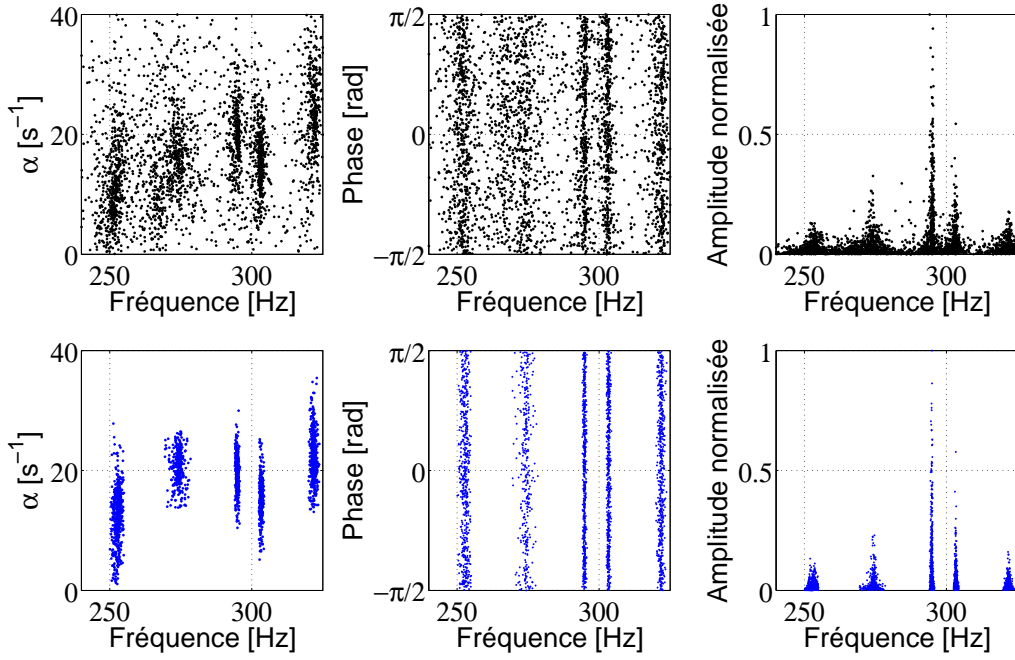 40
20
0
α [s⁻¹]
250
300
Fréquence [Hz]
π/2
0
−π/2
Phase [rad]
250
300
Fréquence [Hz]
1
0.5
0
Amplitude normalisée
250
300
Fréquence [Hz]
40
20
0
α [s⁻¹]
250
300
Fréquence [Hz]
π/2
0
−π/2
Phase [rad]
250
300
Fréquence [Hz]
1
0.5
0
Amplitude normalisée
250
300
Fréquence [Hz]